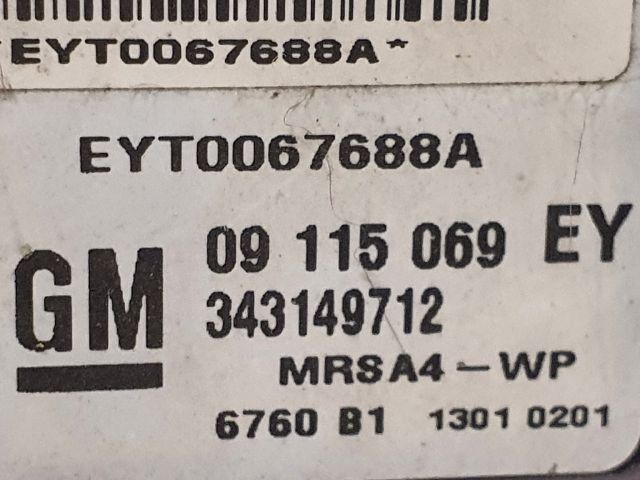 *EYT0067688A*
EYT0067688A
GM 09 115 069 EY
343149712
MRSA4-WP
6760 B1 1301 0201